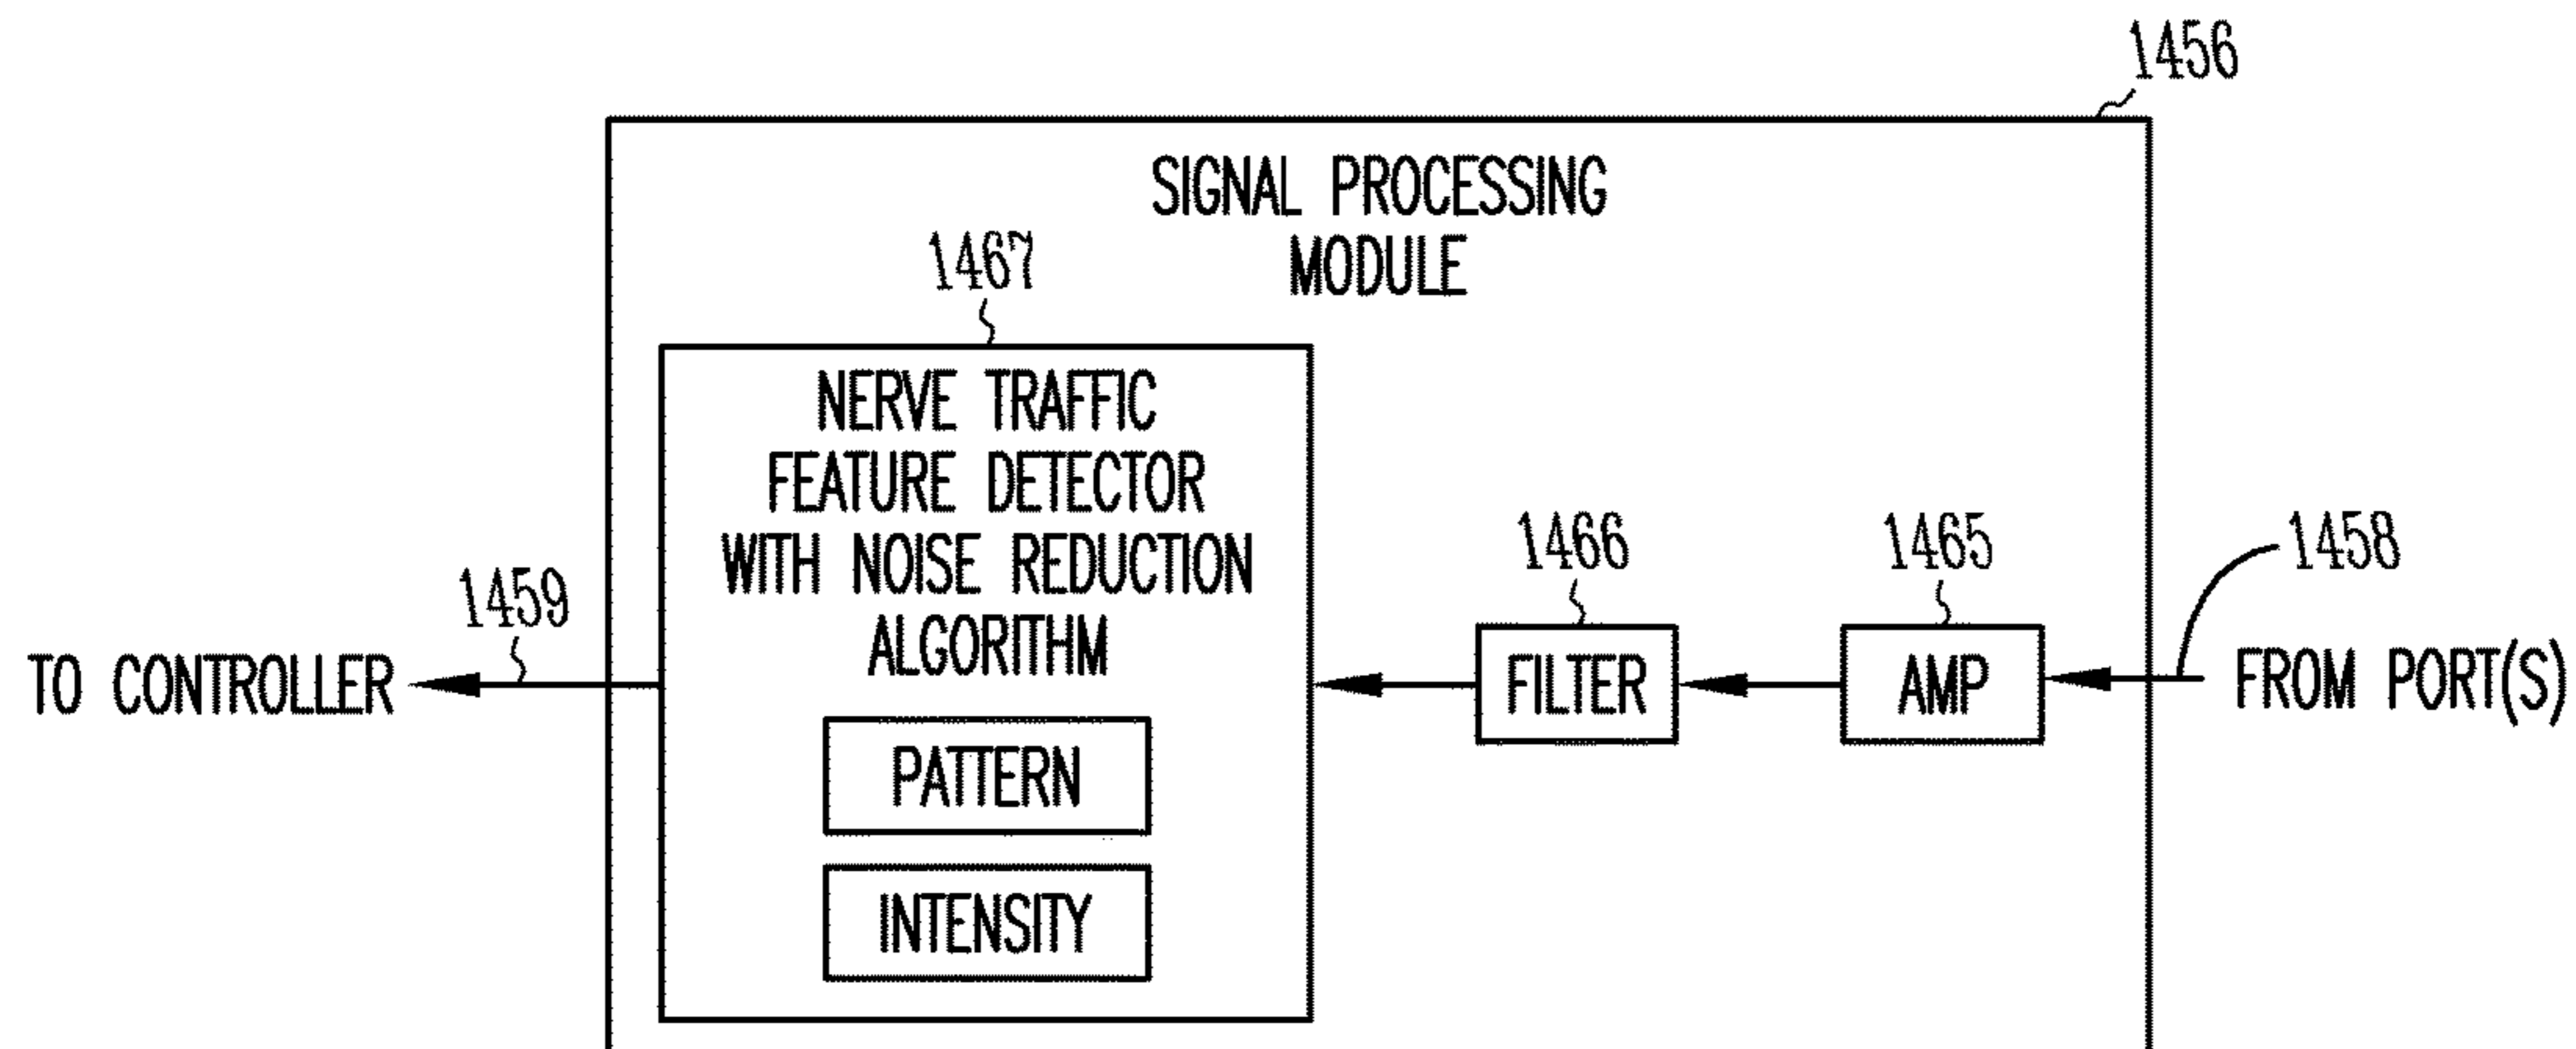 1456
SIGNAL PROCESSING
MODULE
1467
NERVE TRAFFIC
FEATURE DETECTOR
WITH NOISE REDUCTION
ALGORITHM
PATTERN
INTENSITY
1466
FILTER
1465
AMP
1458
FROM PORT(S)
1459
TO CONTROLLER